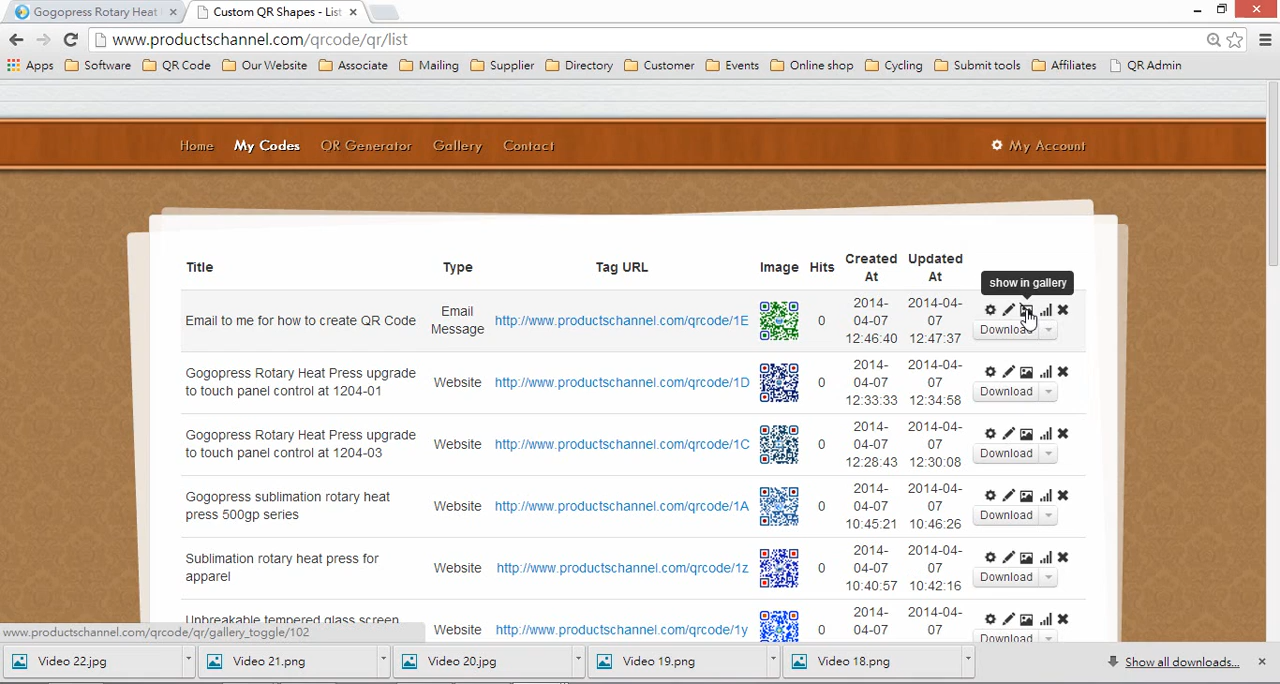 Gogopress Rotary Heat
Custom QR Shapes - List
www.productschannel.com/qrcode/qr/list
Apps Software QR Code Our Website Associate Mailing Supplier Directory Customer Events Online shop Cycling Submit tools Affiliates QR Admin
Home My Codes QR Generator Gallery Contact My Account
Title Type Tag URL Image Hits Created At Updated At
show in gallery
Email to me for how to create QR Code Email Message http://www.productschannel.com/qrcode/1E 0 2014-04-07 12:46:40 2014-04-07 12:47:37 Download
Gogopress Rotary Heat Press upgrade to touch panel control at 1204-01 Website http://www.productschannel.com/qrcode/1D 0 2014-04-07 12:33:33 2014-04-07 12:34:58 Download
Gogopress Rotary Heat Press upgrade to touch panel control at 1204-03 Website http://www.productschannel.com/qrcode/1C 0 2014-04-07 12:28:43 2014-04-07 12:30:08 Download
Gogopress sublimation rotary heat press 500gp series Website http://www.productschannel.com/qrcode/1A 0 2014-04-07 10:45:21 2014-04-07 10:46:26 Download
Sublimation rotary heat press for apparel Website http://www.productschannel.com/qrcode/1z 0 2014-04-07 10:40:57 2014-04-07 10:42:16 Download
Unbreakable tempered glass screen Website http://www.productschannel.com/qrcode/1y 0 2014-04-07 2014-04-07 Download
www.productschannel.com/qrcode/qr/gallery_toggle/102
Video 22.jpg Video 21.png Video 20.jpg Video 19.png Video 18.png Show all downloads...